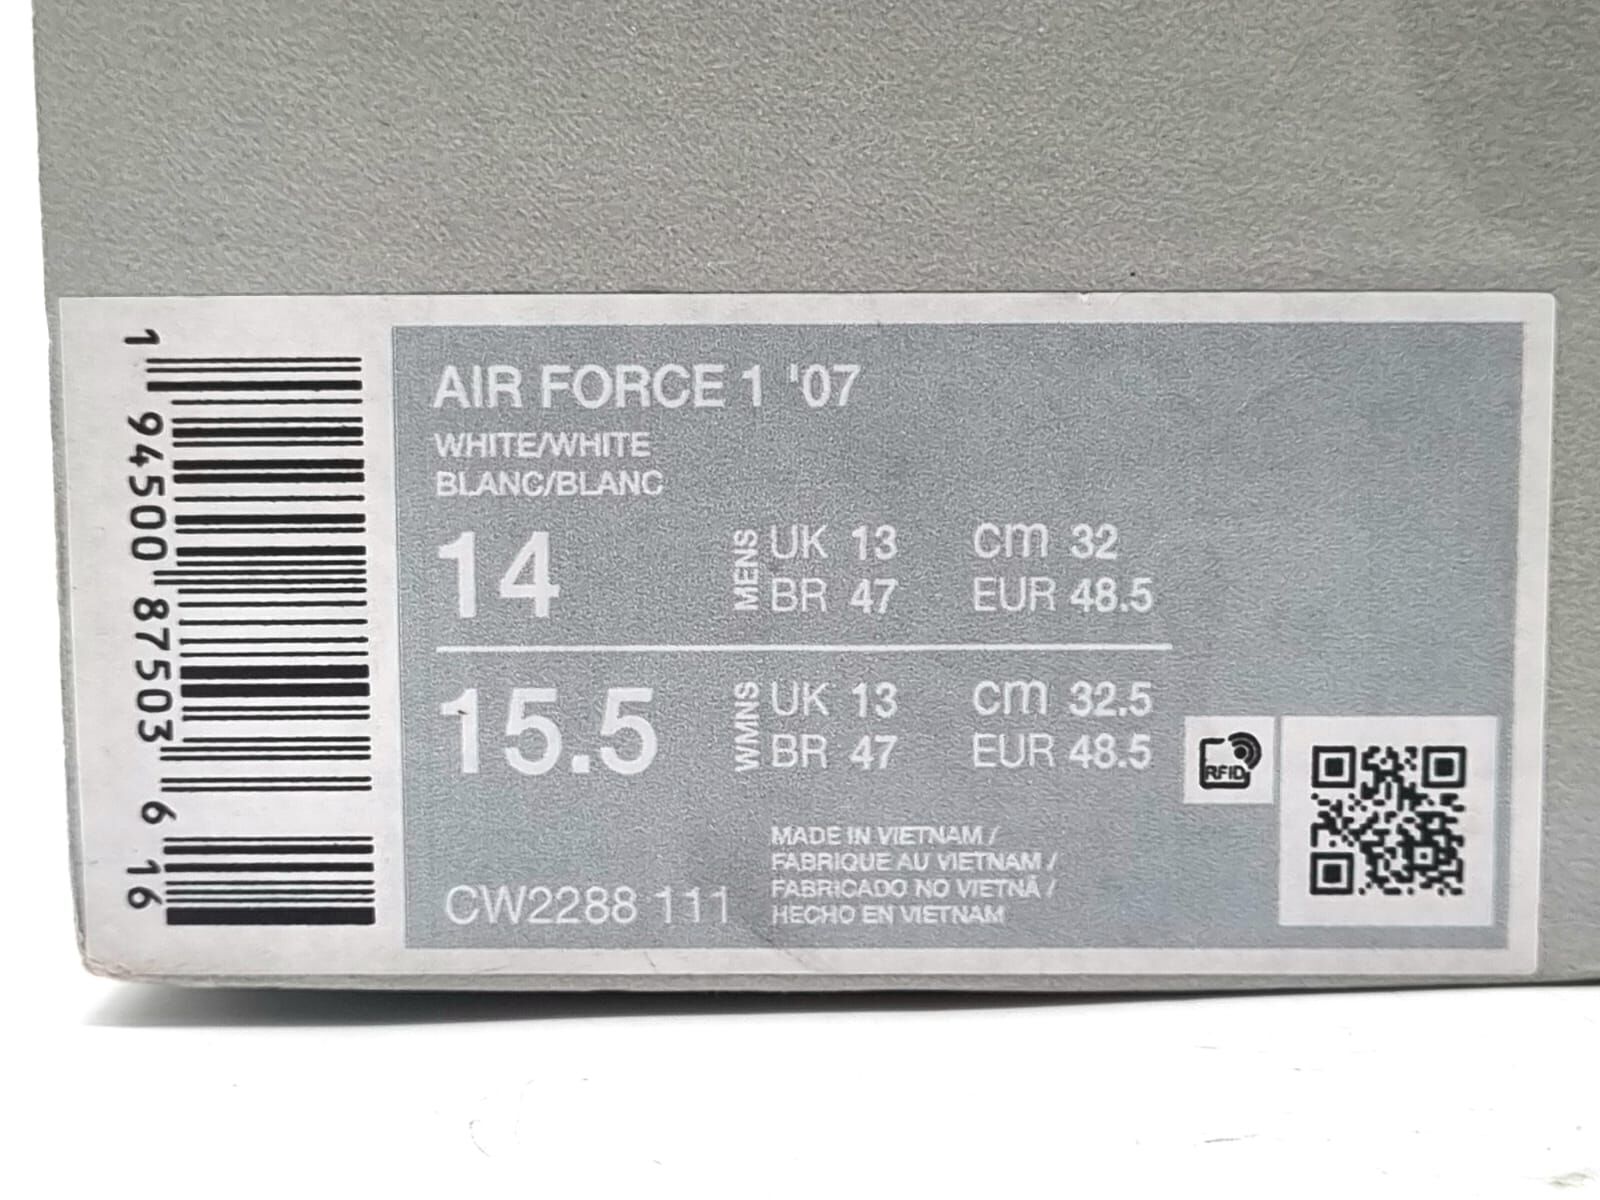 1 94500 87503 6 16
AIR FORCE 1 '07
WHITE/WHITE
BLANC/BLANC
14 MENS UK 13 cm 32
BR 47 EUR 48.5
15.5 WMNS UK 13 cm 32.5
BR 47 EUR 48.5
RFID
MADE IN VIETNAM /
FABRIQUE AU VIETNAM /
FABRICADO NO VIETNÃ /
HECHO EN VIETNAM
CW2288 111